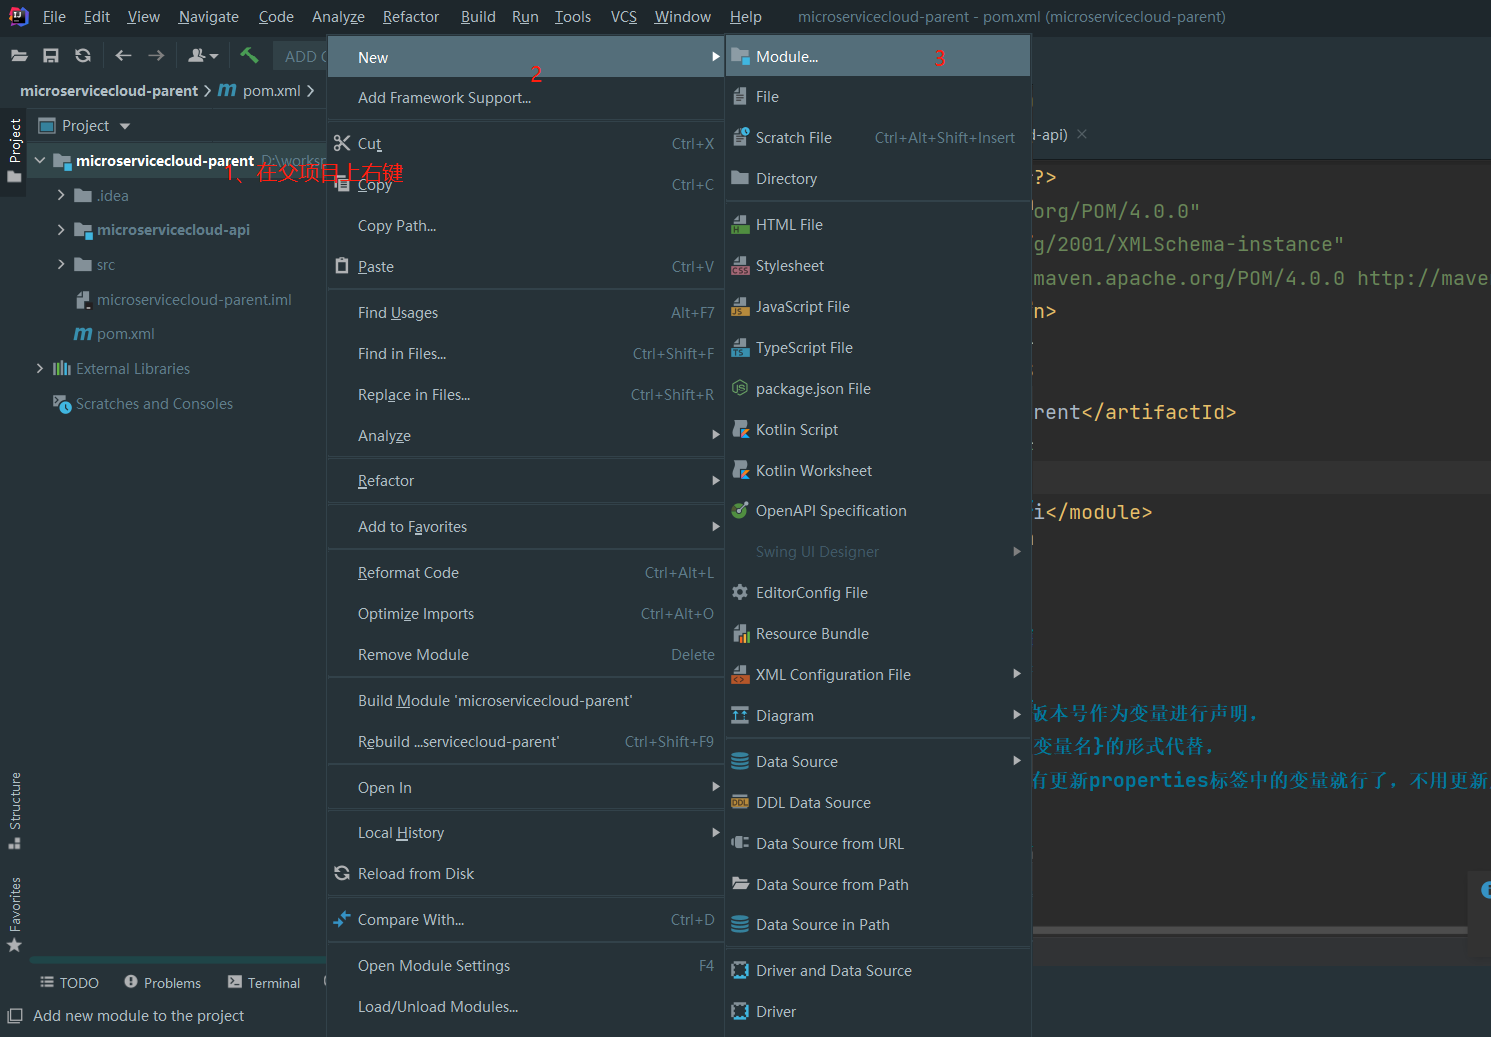 File Edit View Navigate Code Analyze Refactor Build Run Tools VCS Window Help microservicecloud-parent - pom.xml (microservicecloud-parent)
ADD
microservicecloud-parent pom.xml
Project
Project
microservicecloud-parent D:\worksp
1、在父项目上右键
.idea
microservicecloud-api
src
microservicecloud-parent.iml
pom.xml
External Libraries
Scratches and Consoles
Structure
Favorites
New
2
Add Framework Support...
Cut Ctrl+X
Copy Ctrl+C
Copy Path...
Paste Ctrl+V
Find Usages Alt+F7
Find in Files... Ctrl+Shift+F
Replace in Files... Ctrl+Shift+R
Analyze
Refactor
Add to Favorites
Reformat Code Ctrl+Alt+L
Optimize Imports Ctrl+Alt+O
Remove Module Delete
Build Module 'microservicecloud-parent'
Rebuild ...servicecloud-parent' Ctrl+Shift+F9
Open In
Local History
Reload from Disk
Compare With... Ctrl+D
Open Module Settings F4
Load/Unload Modules...
Module... 3
File
Scratch File Ctrl+Alt+Shift+Insert
Directory
HTML File
Stylesheet
JavaScript File
TypeScript File
package.json File
Kotlin Script
Kotlin Worksheet
OpenAPI Specification
Swing UI Designer
EditorConfig File
Resource Bundle
XML Configuration File
Diagram
Data Source
DDL Data Source
Data Source from URL
Data Source from Path
Data Source in Path
Driver and Data Source
Driver
-api)
?>
org/POM/4.0.0"
g/2001/XMLSchema-instance"
maven.apache.org/POM/4.0.0 http://mave
n>
rent</artifactId>
i</module>
版本号作为变量进行声明，
变量名}的形式代替，
有更新properties标签中的变量就行了，不用更新
TODO Problems Terminal
Add new module to the project